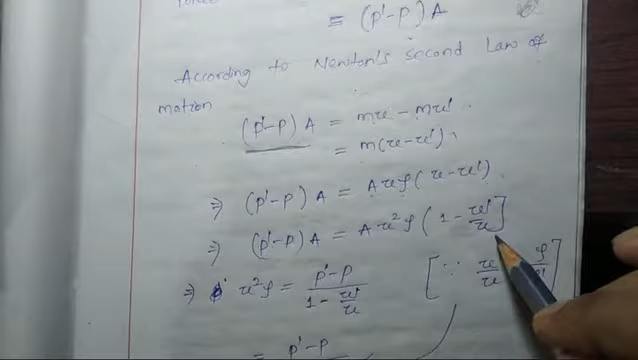 = (p'-p) A
According to Newton's second Law of
motion
(p'-p) A = mu - mu'
= m(u-u')
⇒ (p'-p) A = Auρ(u-u')
⇒ (p'-p) A = Au²ρ(1 - u'/u]
⇒ u²ρ = (p'-p)/(1 - u'/u) [∵
= p'-p